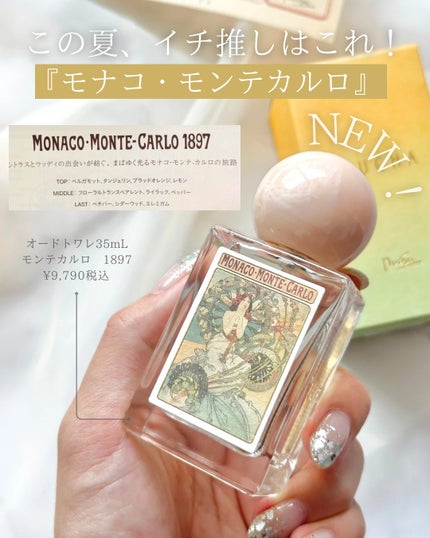 この夏、イチ推しはこれ！
『モナコ・モンテカルロ』
NEW！
MONACO·MONTE-CARLO 1897
ントラスとウッディの出会いが紡ぐ、まばゆく光るモナコ・モンテ-カルロの旅路
TOP：ベルガモット、タンジェリン、ブラッドオレンジ、レモン
MIDDLE：フローラルトランスペアレント、ライラック、ペッパー
LAST：ベチバー、シダーウッド、エレミガム
オードトワレ35mL
モンテカルロ　1897
¥9,790税込
MONACO·MONTE-CARLO